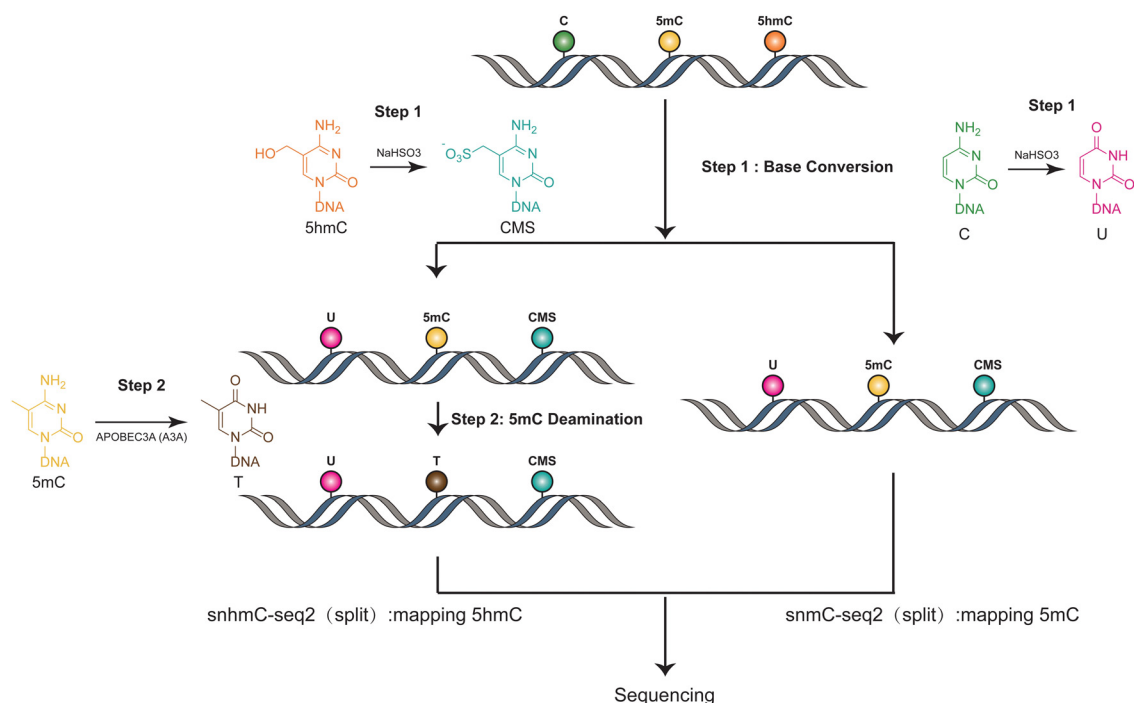 C 5mC 5hmC
Step 1
NH2
HO
N
N
O
DNA
5hmC
NaHSO3
NH2
-
O3S
N
N
O
DNA
CMS
Step 1 : Base Conversion
Step 1
NH2
N
N
O
DNA
C
NaHSO3
O
NH
N
O
DNA
U
U 5mC CMS
Step 2: 5mC Deamination
U T CMS
Step 2
NH2
N
N
O
DNA
5mC
APOBEC3A (A3A)
O
NH
N
O
DNA
T
U 5mC CMS
snhmC-seq2（split）:mapping 5hmC
snmC-seq2（split）:mapping 5mC
Sequencing